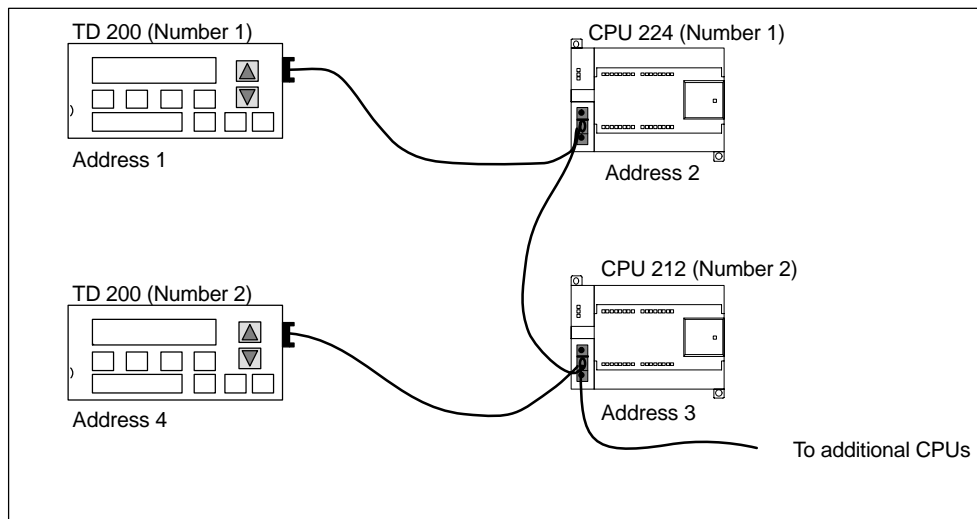 TD 200 (Number 1)
CPU 224 (Number 1)
Address 1
Address 2
TD 200 (Number 2)
CPU 212 (Number 2)
Address 4
Address 3
To additional CPUs